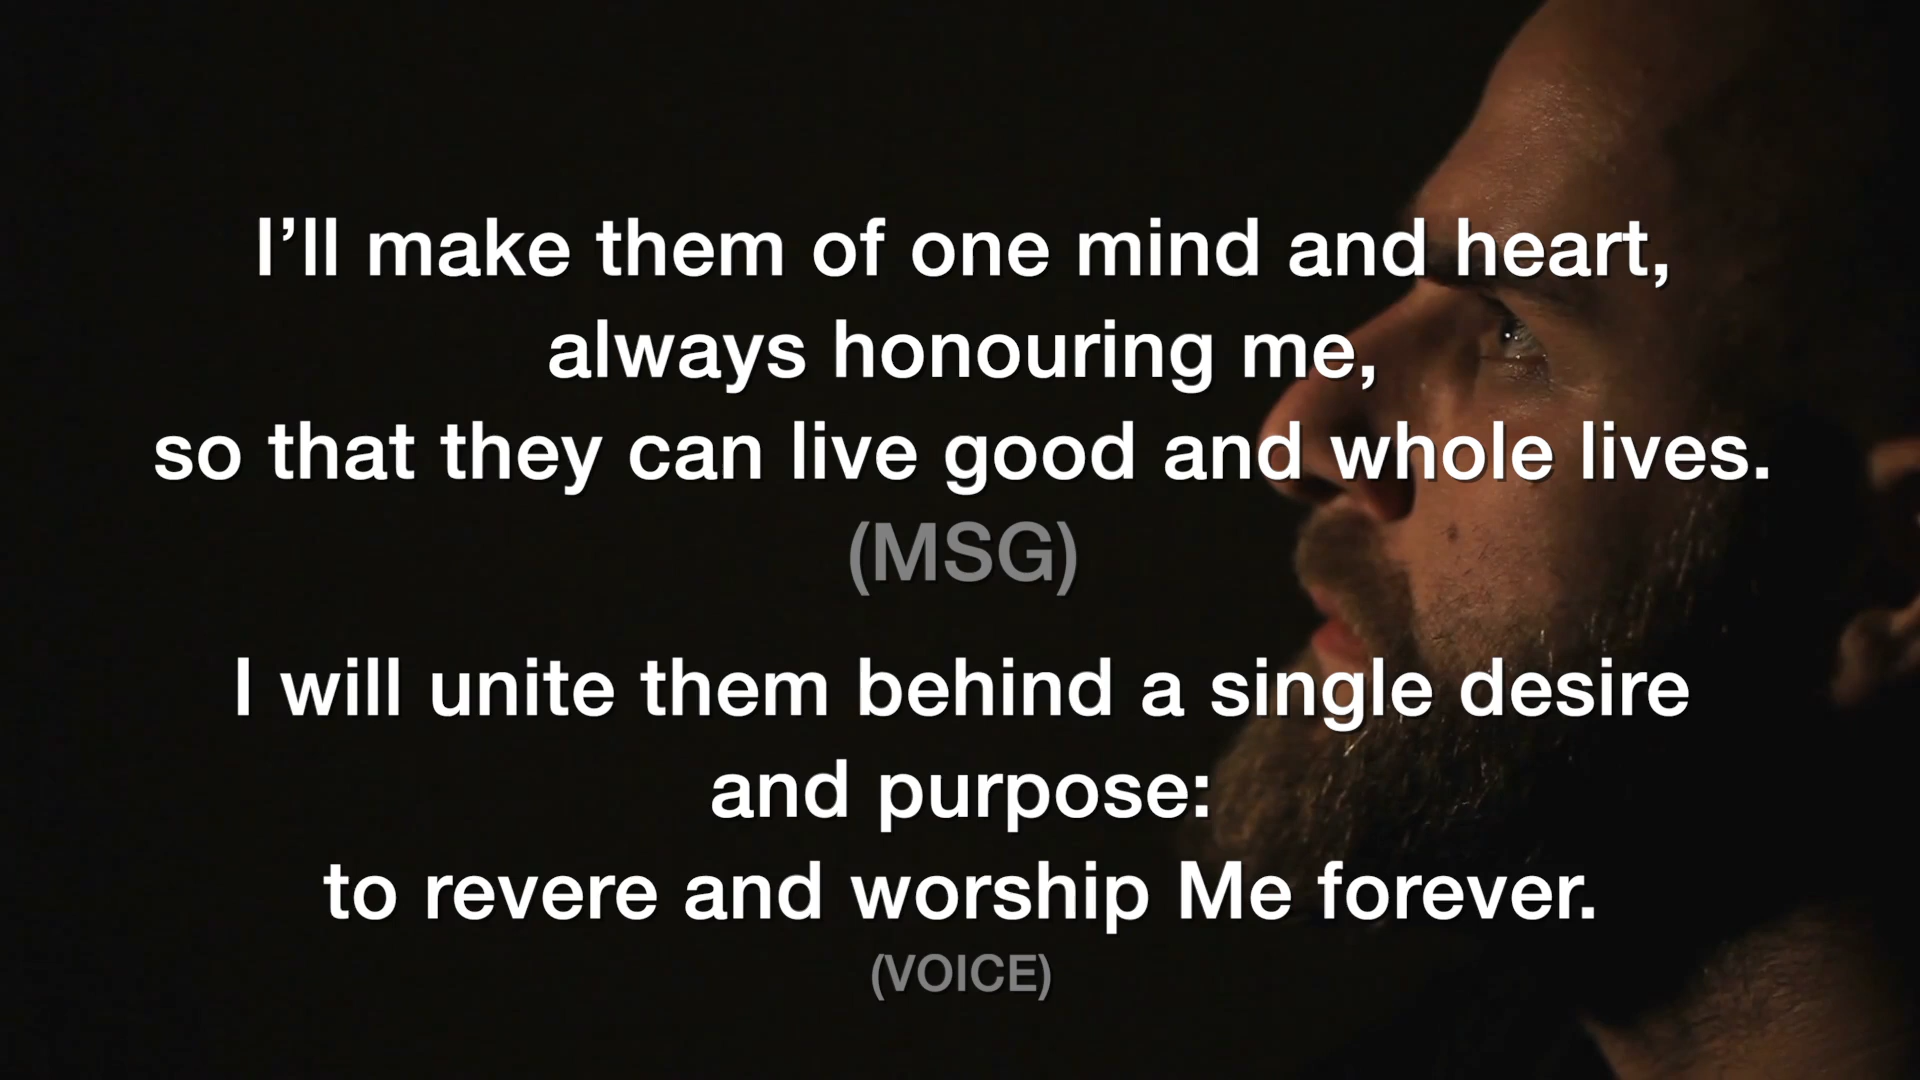 I’ll make them of one mind and heart,
always honouring me,
so that they can live good and whole lives.
(MSG)
I will unite them behind a single desire
and purpose:
to revere and worship Me forever.
(VOICE)